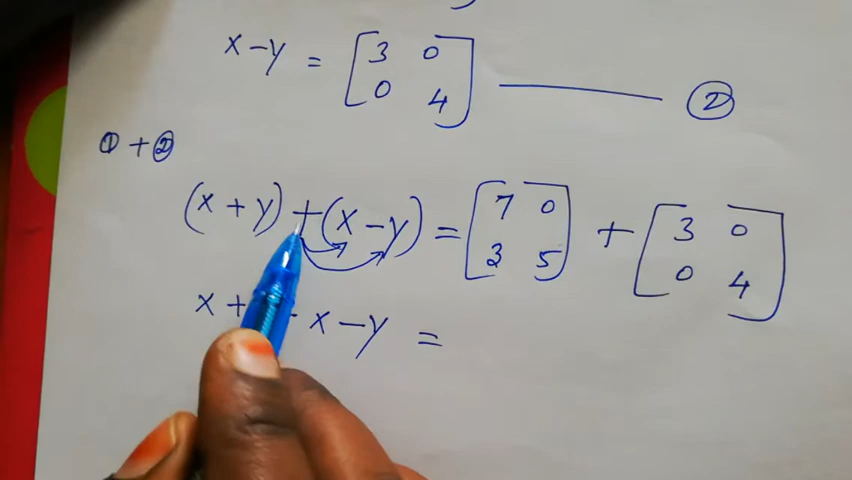 x - y = [3 0
0 4] ——— ②
① + ②
(x + y) + (x - y) = [7 0
3 5] + [3 0
0 4]
x + - x - y =